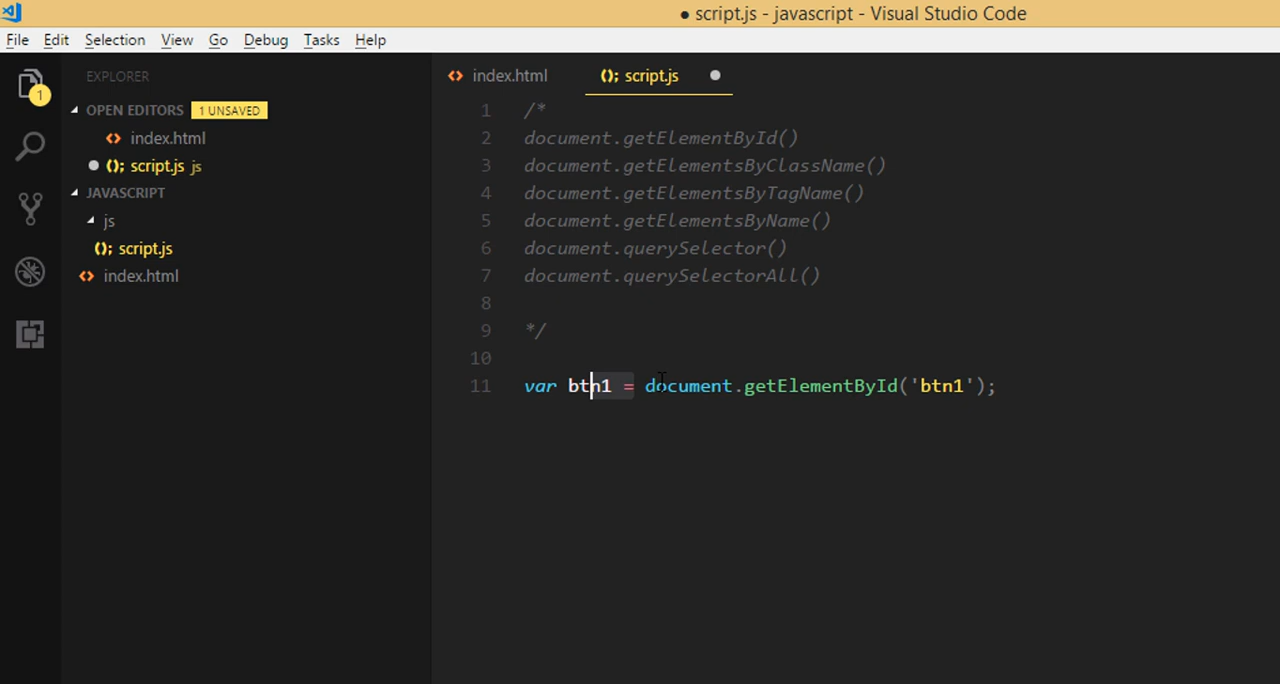 ● script.js - javascript - Visual Studio Code
File Edit Selection View Go Debug Tasks Help
1
EXPLORER
OPEN EDITORS 1 UNSAVED
index.html
script.js js
JAVASCRIPT
js
script.js
index.html
index.html script.js
1 /*
2 document.getElementById()
3 document.getElementsByClassName()
4 document.getElementsByTagName()
5 document.getElementsByName()
6 document.querySelector()
7 document.querySelectorAll()
8
9 */
10
11 var btn1 = document.getElementById('btn1');